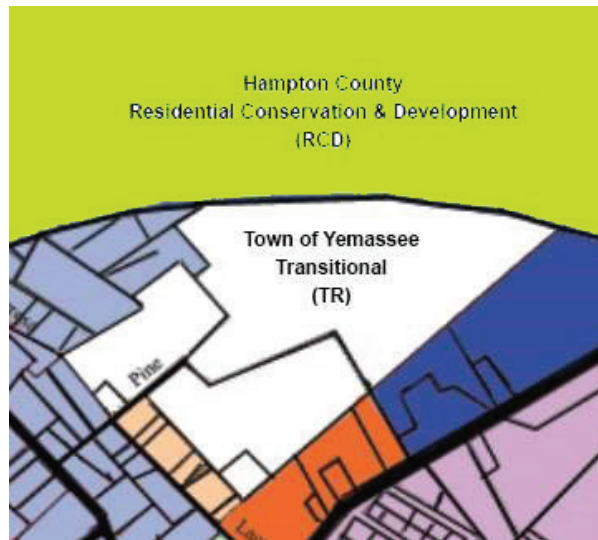 Hampton County
Residential Conservation & Development
(RCD)
Town of Yemassee
Transitional
(TR)
Pine